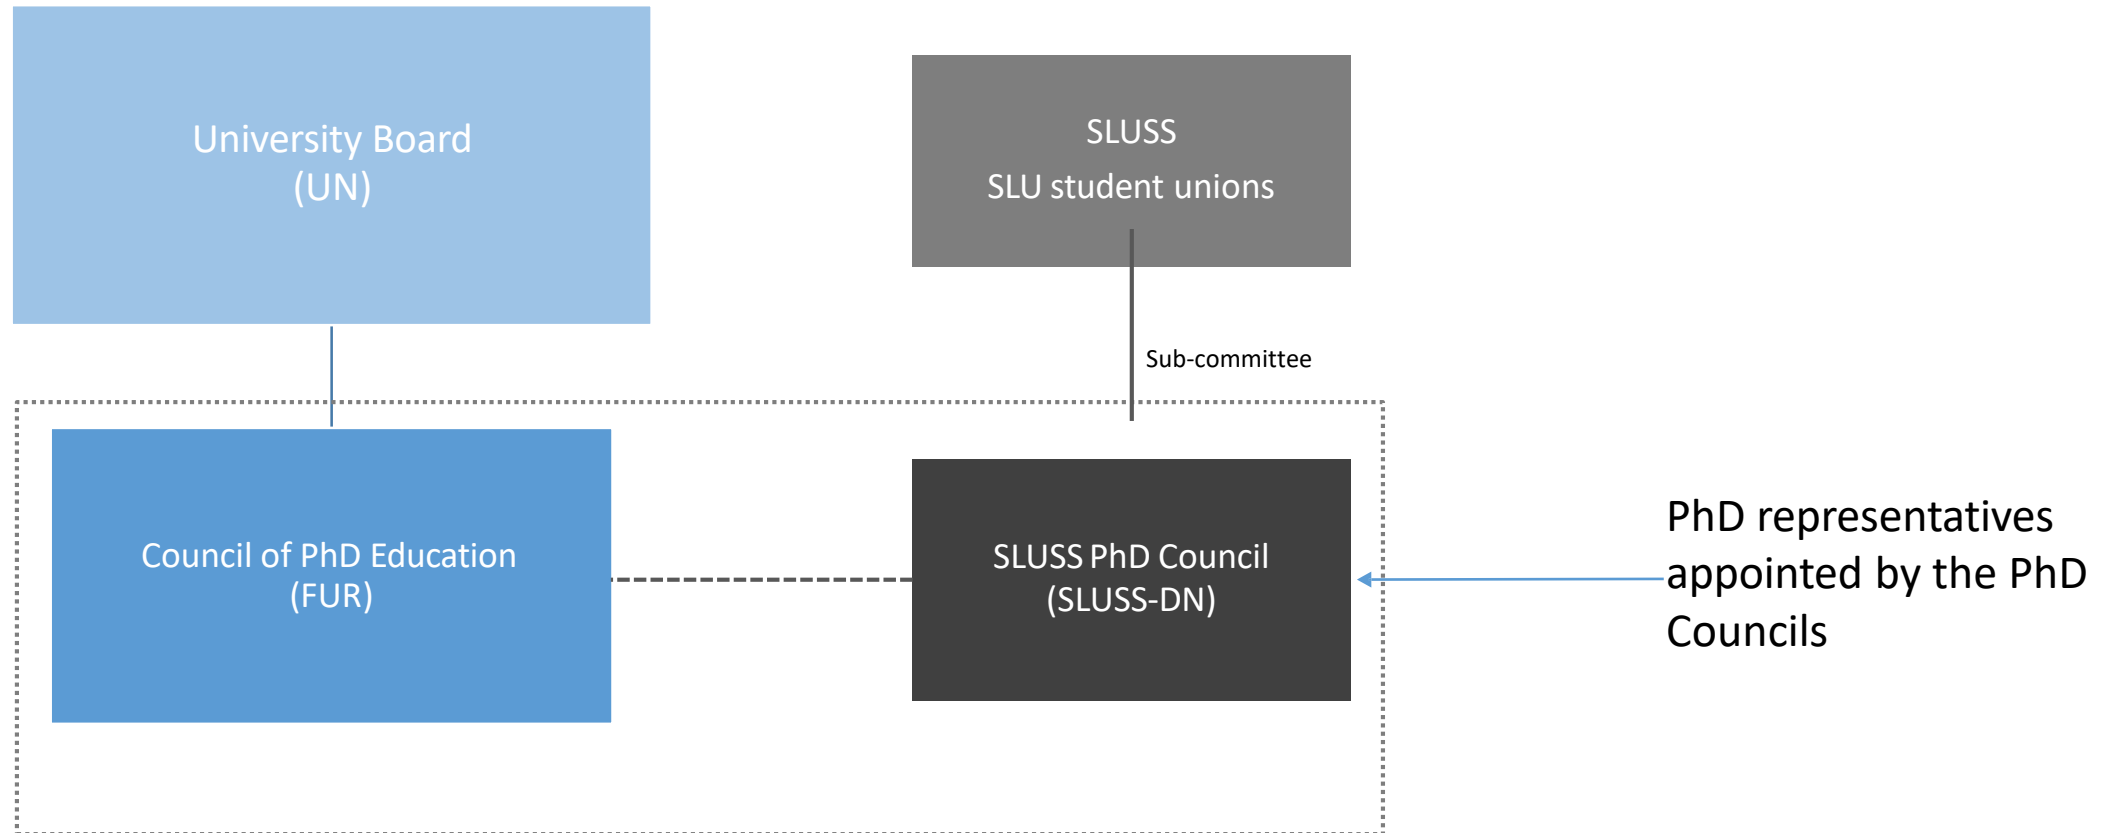 University Board
(UN)
SLUSS
SLU student unions
Sub-committee
Council of PhD Education
(FUR)
SLUSS PhD Council
(SLUSS-DN)
PhD representatives
appointed by the PhD
Councils